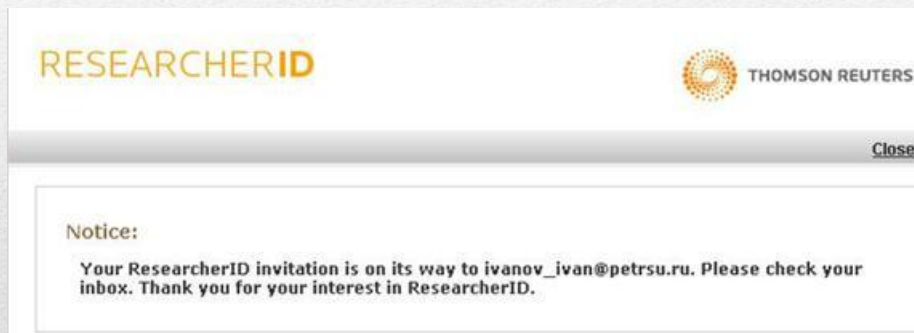 RESEARCHERID
THOMSON REUTERS
Close
Notice:
Your ResearcherID invitation is on its way to ivanov_ivan@petrsu.ru. Please check your
inbox. Thank you for your interest in ResearcherID.